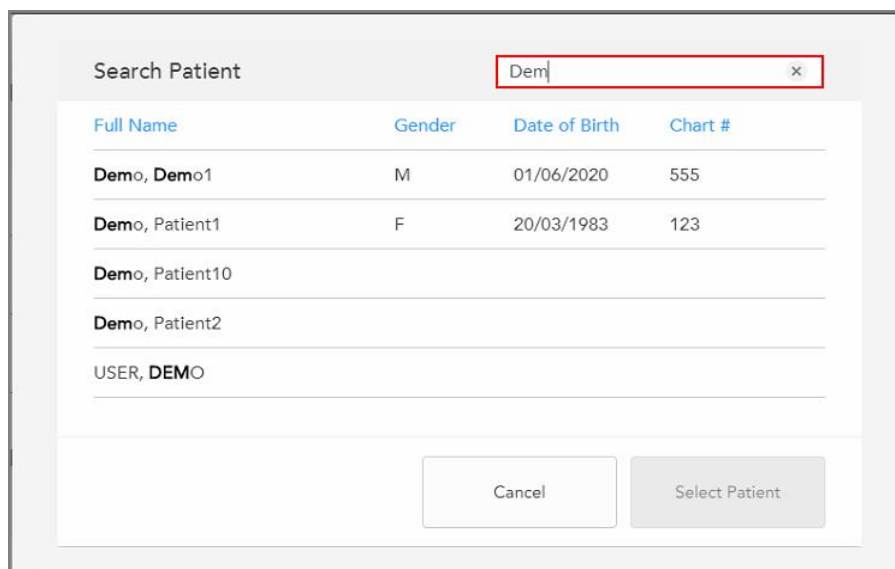 Search Patient Dem
Full Name Gender Date of Birth Chart #
Demo, Demo1 M 01/06/2020 555
Demo, Patient1 F 20/03/1983 123
Demo, Patient10
Demo, Patient2
USER, DEMO
Cancel Select Patient